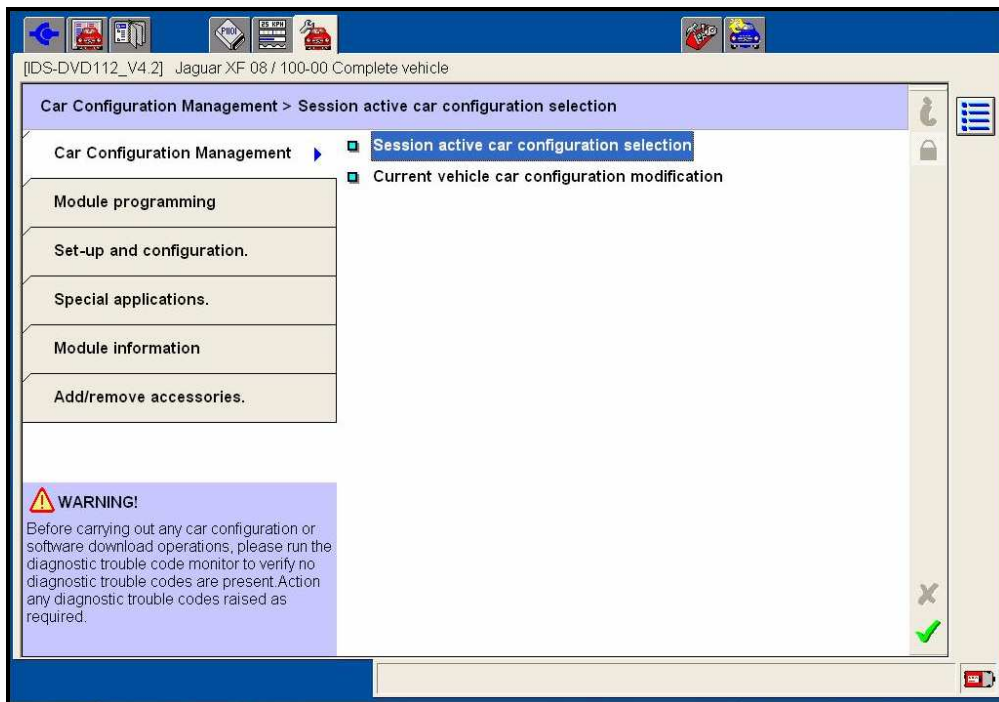 P0101
25 KPH
[IDS-DVD112_V4.2] Jaguar XF 08 / 100-00 Complete vehicle
Car Configuration Management > Session active car configuration selection
Car Configuration Management
Session active car configuration selection
Current vehicle car configuration modification
Module programming
Set-up and configuration.
Special applications.
Module information
Add/remove accessories.
WARNING!
Before carrying out any car configuration or
software download operations, please run the
diagnostic trouble code monitor to verify no
diagnostic trouble codes are present.Action
any diagnostic trouble codes raised as
required.